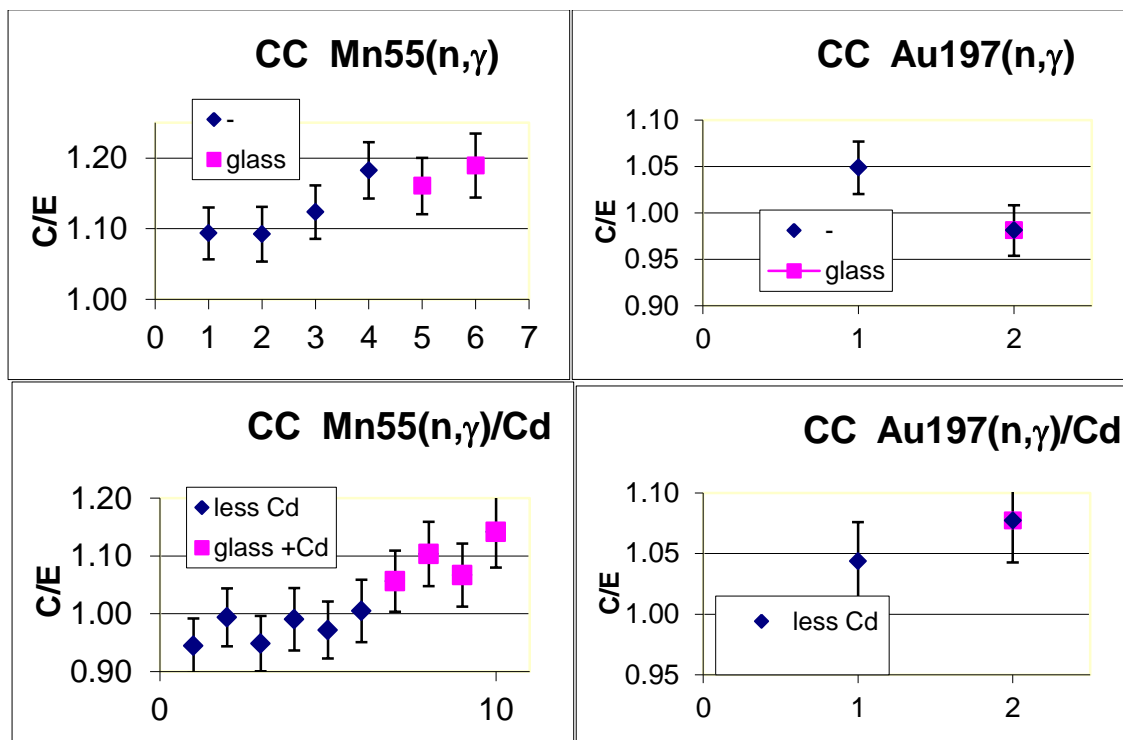 CC Mn55(n,γ)
-
glass
C/E
1.20
1.10
1.00
0 1 2 3 4 5 6 7
CC Au197(n,γ)
-
glass
C/E
1.10
1.05
1.00
0.95
0.90
0 1 2
CC Mn55(n,γ)/Cd
less Cd
glass +Cd
C/E
1.20
1.10
1.00
0.90
0 10
CC Au197(n,γ)/Cd
less Cd
C/E
1.10
1.05
1.00
0.95
0 1 2